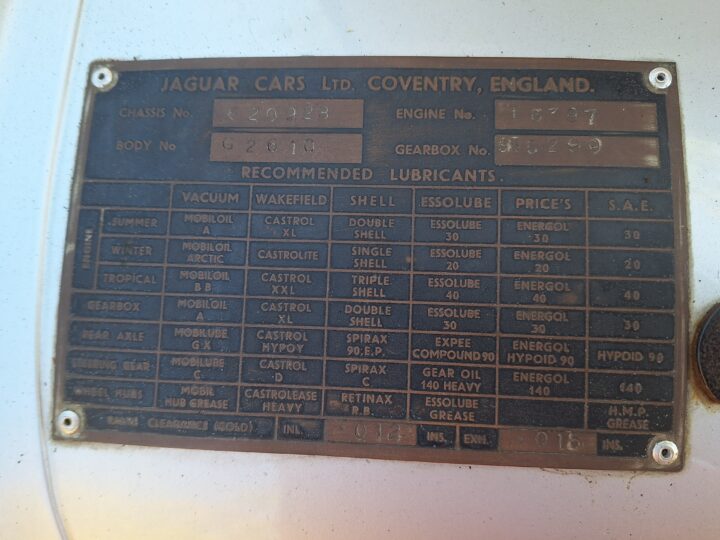 JAGUAR CARS LTD. COVENTRY, ENGLAND.
CHASSIS No. ENGINE No.
BODY No G2010 GEARBOX No.
RECOMMENDED LUBRICANTS.
VACUUM WAKEFIELD SHELL ESSOLUBE PRICE'S S.A.E.
ENGINE
SUMMER MOBILOIL A CASTROL XL DOUBLE SHELL ESSOLUBE 30 ENERGOL 30 30
WINTER MOBILOIL ARCTIC CASTROLITE SINGLE SHELL ESSOLUBE 20 ENERGOL 20 20
TROPICAL MOBILOIL BB CASTROL XXL TRIPLE SHELL ESSOLUBE 40 ENERGOL 40 40
GEARBOX MOBILOIL A CASTROL XL DOUBLE SHELL ESSOLUBE 30 ENERGOL 30 30
REAR AXLE MOBILUBE GX CASTROL HYPOY SPIRAX 90.E.P. EXPEE COMPOUND 90 ENERGOL HYPOID 90 HYPOID 90
STEERING GEAR MOBILUBE C CASTROL D SPIRAX C GEAR OIL 140 HEAVY ENERGOL 140 140
WHEEL HUBS MOBIL HUB GREASE CASTROLEASE HEAVY RETINAX R.B. ESSOLUBE GREASE H.M.P. GREASE
CLEARANCE (COLD) INL. INS. EXH. INS.